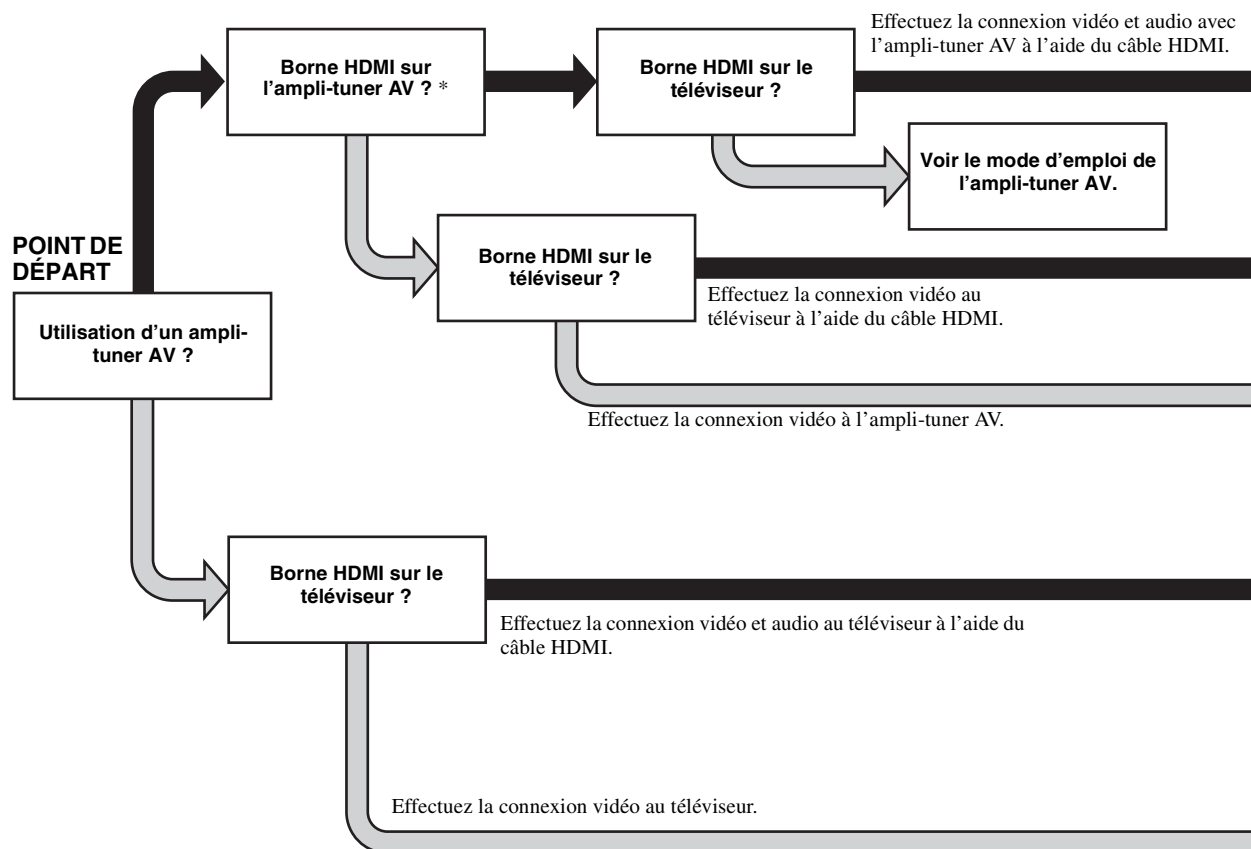 Effectuez la connexion vidéo et audio avec
l’ampli-tuner AV à l’aide du câble HDMI.
Borne HDMI sur
l’ampli-tuner AV ? *
Borne HDMI sur le
téléviseur ?
Voir le mode d’emploi de
l’ampli-tuner AV.
POINT DE
DÉPART
Borne HDMI sur le
téléviseur ?
Effectuez la connexion vidéo au
téléviseur à l’aide du câble HDMI.
Utilisation d’un ampli-
tuner AV ?
Effectuez la connexion vidéo à l’ampli-tuner AV.
Borne HDMI sur le
téléviseur ?
Effectuez la connexion vidéo et audio au téléviseur à l’aide du
câble HDMI.
Effectuez la connexion vidéo au téléviseur.